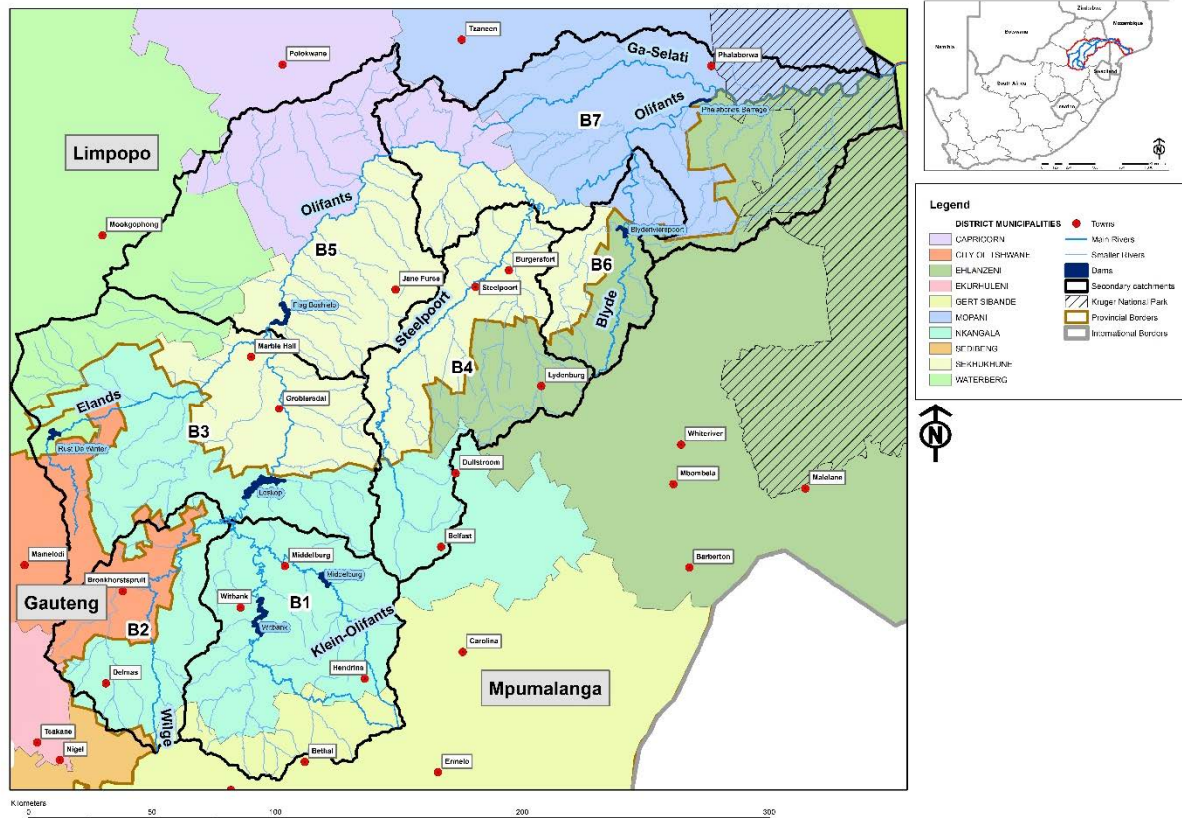 Polokwane
Tzaneen
Phalaborwa
Ga-Selati
Olifants
Phalaborwa Barrage
B7
Limpopo
Mookgophong
Olifants
B5
Blyderivierspoort
Burgersfort
B6
Jane Furse
Steelpoort
Flag Boshielo
Steelpoort
Blyde
Marble Hall
B4
Lydenburg
Elands
Groblersdal
B3
Rust De Winter
Whiteriver
Dullstroom
Mbombela
Malelane
Loskop
Belfast
Mamelodi
Middelburg
Barberton
Bronkhorstspruit
Middelburg
Gauteng
Witbank
B1
B2
Witbank
Klein-Olifants
Carolina
Delmas
Hendrina
Mpumalanga
Wilge
Tsakane
Nigel
Bethal
Ermelo
Kilometers
0 50 100 200 300
Zimbabwe
Mozambique
Botswana
Namibia
Swaziland
South Africa
Lesotho
N
Legend
DISTRICT MUNICIPALITIES
CAPRICORN
CITY OF TSHWANE
EHLANZENI
EKURHULENI
GERT SIBANDE
MOPANI
NKANGALA
SEDIBENG
SEKHUKHUNE
WATERBERG
Towns
Main Rivers
Smaller Rivers
Dams
Secondary catchments
Kruger National Park
Provincial Borders
International Borders
N